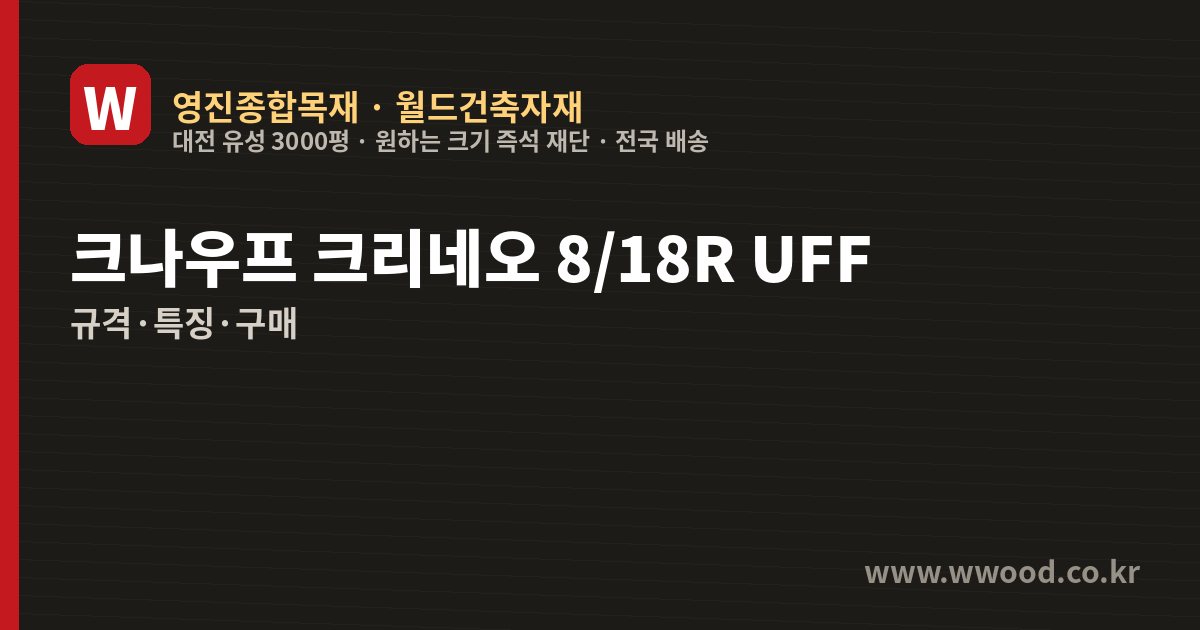 W
영진종합목재 · 월드건축자재
대전 유성 3000평 · 원하는 크기 즉석 재단 · 전국 배송
크나우프 크리네오 8/18R UFF
규격·특징·구매
www.wwood.co.kr